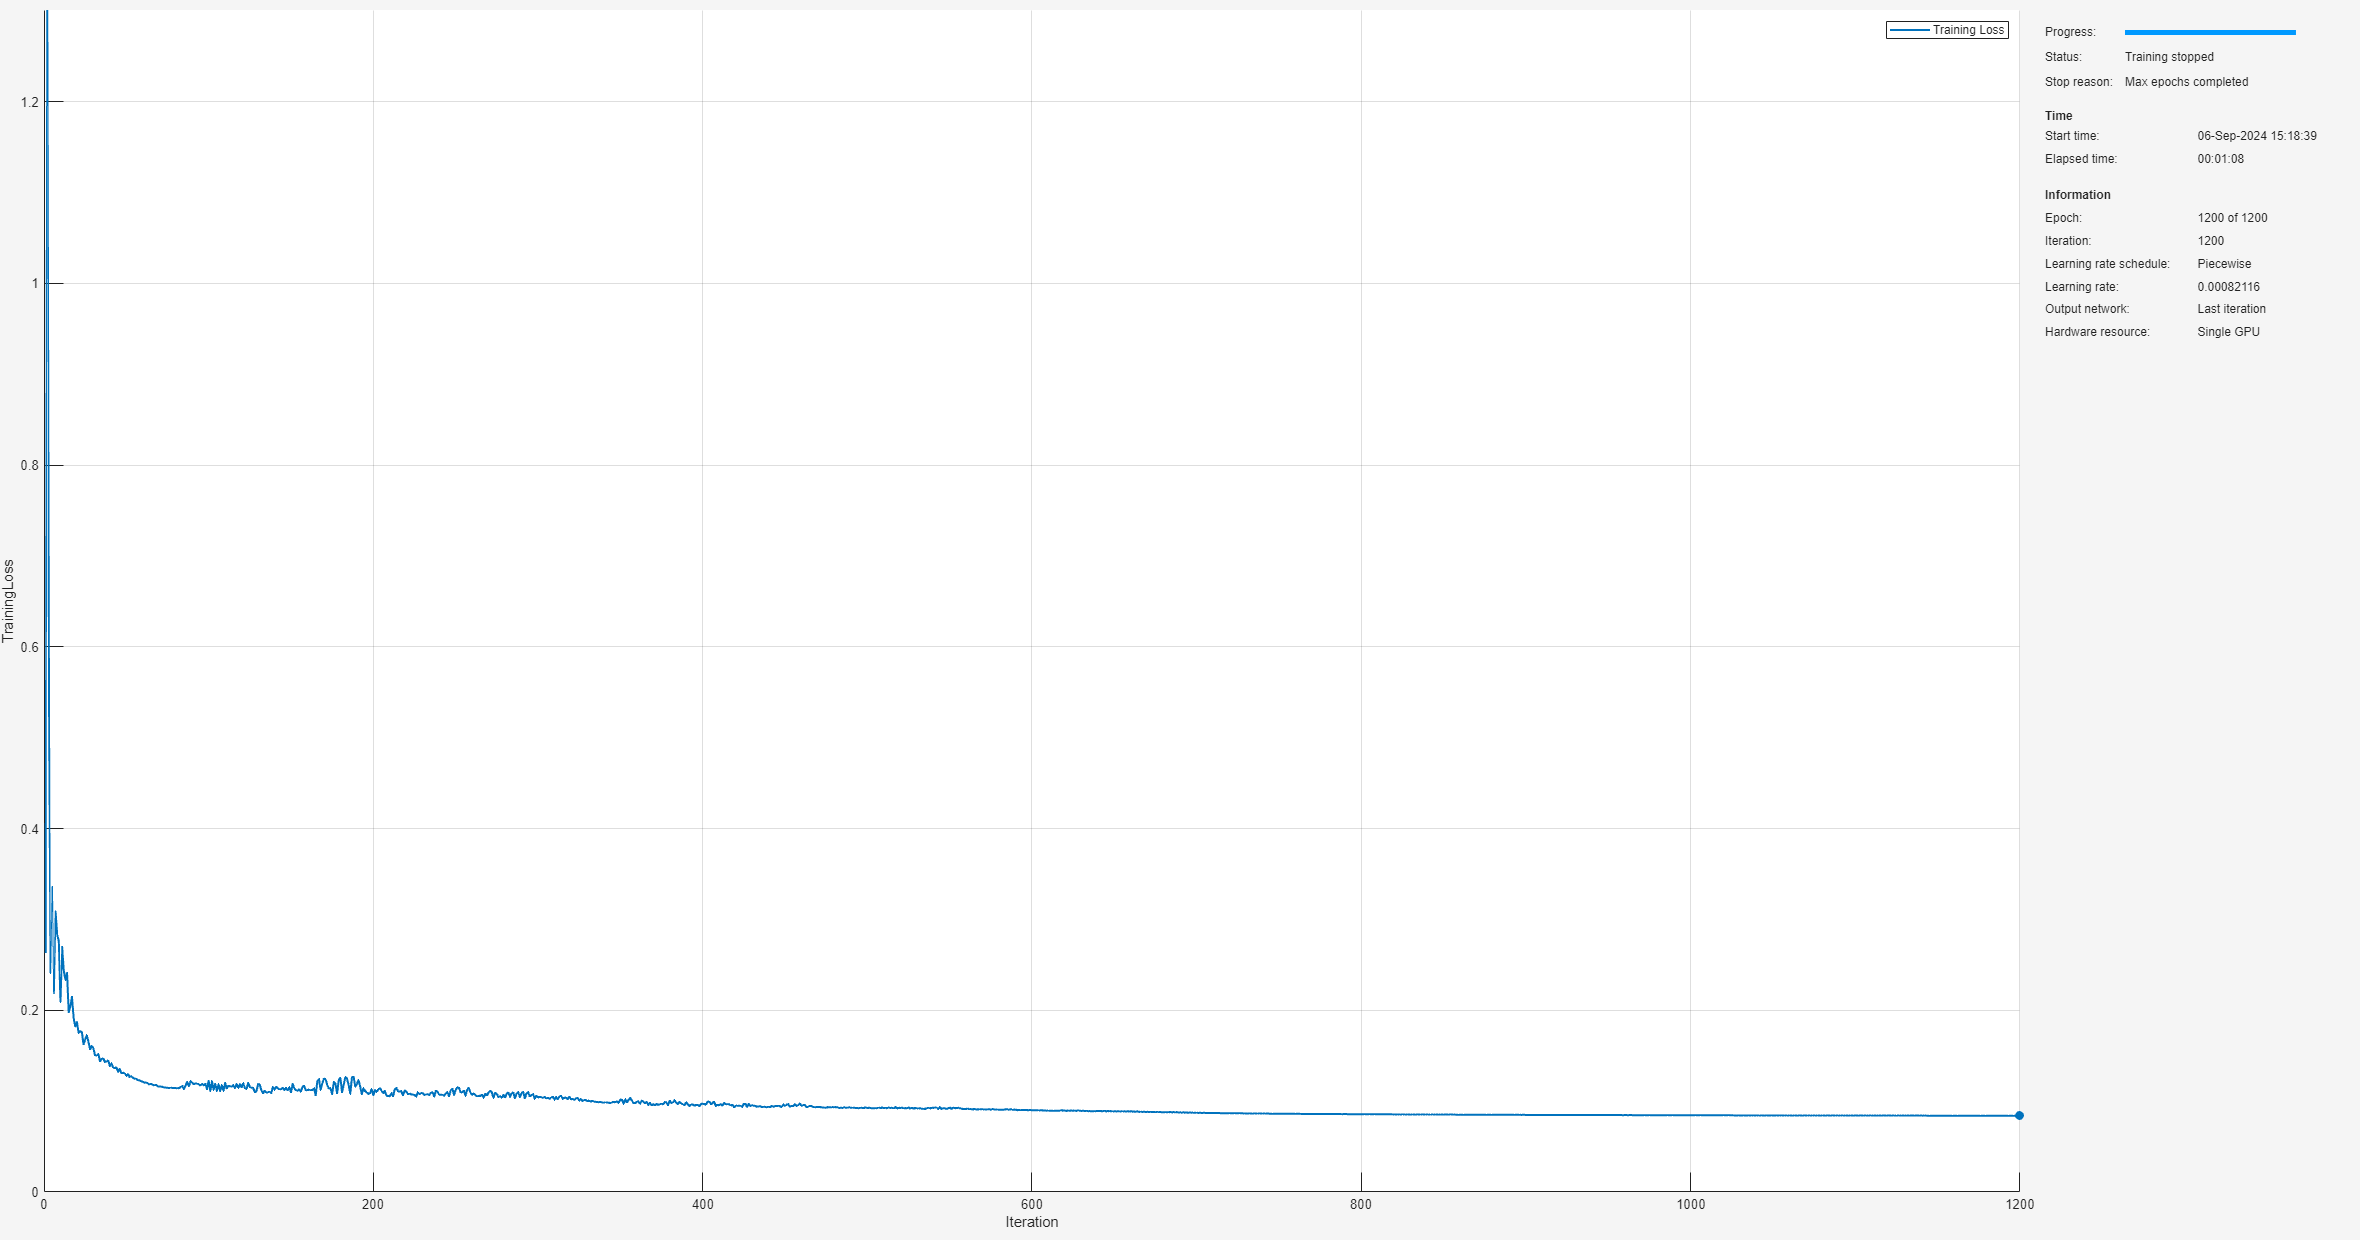 Training Loss
1.2
1
0.8
0.6
0.4
0.2
0
TrainingLoss
0 200 400 600 800 1000 1200
Iteration
Progress:
Status: Training stopped
Stop reason: Max epochs completed
Time
Start time: 06-Sep-2024 15:18:39
Elapsed time: 00:01:08
Information
Epoch: 1200 of 1200
Iteration: 1200
Learning rate schedule: Piecewise
Learning rate: 0.00082116
Output network: Last iteration
Hardware resource: Single GPU